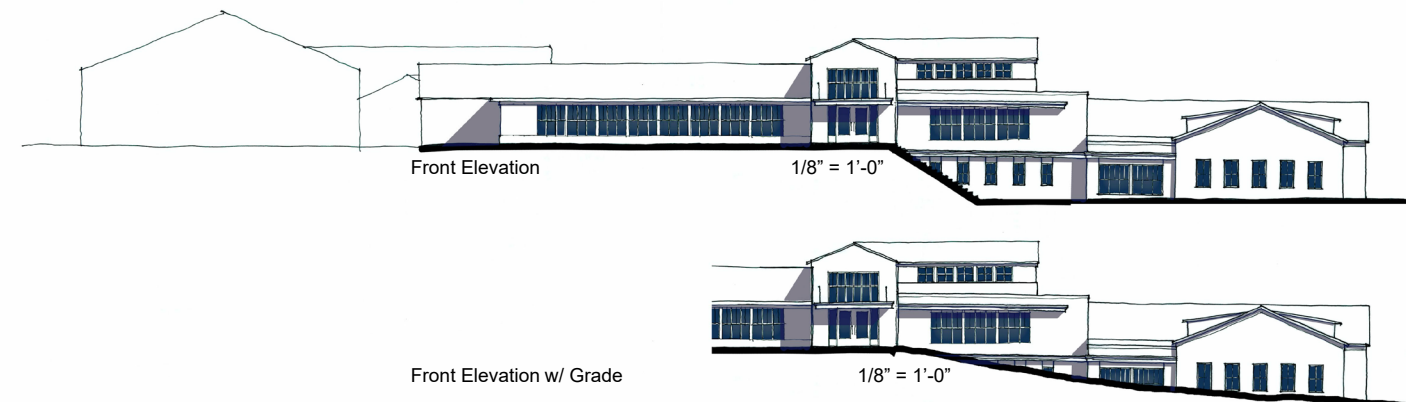 Front Elevation 1/8” = 1’-0”
Front Elevation w/ Grade 1/8” = 1’-0”